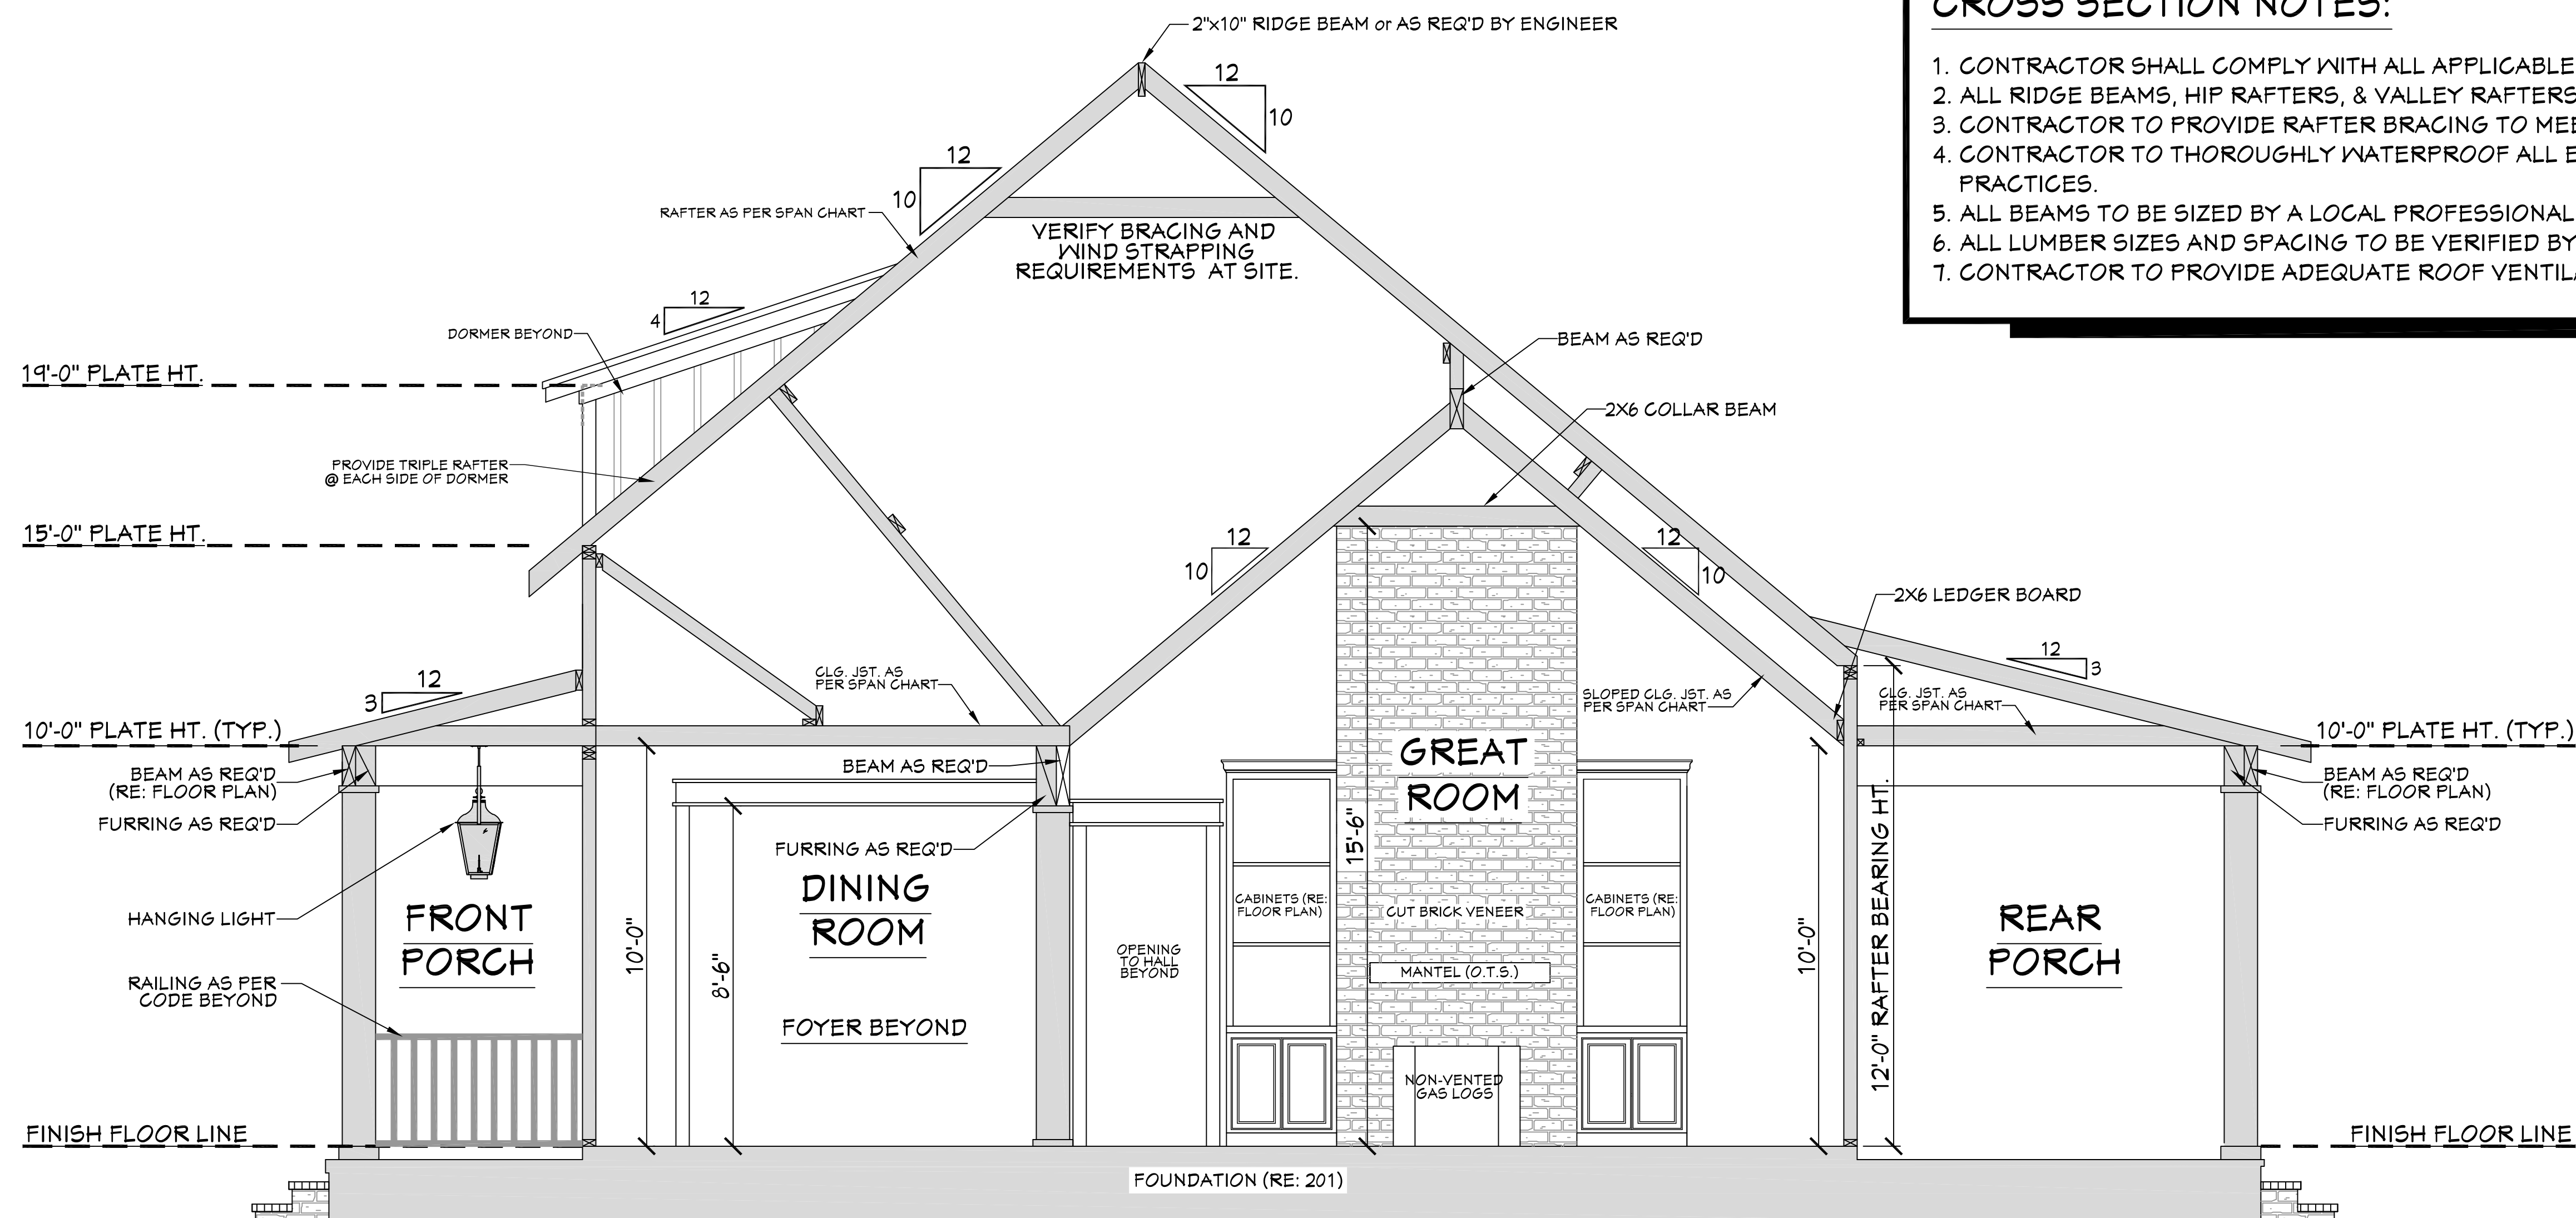 2"x10" RIDGE BEAM or AS REQ'D BY ENGINEER
CROSS SECTION NOTES:
1. CONTRACTOR SHALL COMPLY WITH ALL APPLICABLE
2. ALL RIDGE BEAMS, HIP RAFTERS, & VALLEY RAFTERS
3. CONTRACTOR TO PROVIDE RAFTER BRACING TO
4. CONTRACTOR TO THOROUGHLY WATERPROOF ALL
PRACTICES.
5. ALL BEAMS TO BE SIZED BY A LOCAL PROFESSIONAL
6. ALL LUMBER SIZES AND SPACING TO BE VERIFIED BY
7. CONTRACTOR TO PROVIDE ADEQUATE ROOF
12
10
12
10
RAFTER AS PER SPAN CHART
VERIFY BRACING AND
WIND STRAPPING
REQUIREMENTS AT SITE.
12
4
DORMER BEYOND
BEAM AS REQ'D
19'-0" PLATE HT.
2X6 COLLAR BEAM
PROVIDE TRIPLE RAFTER
@ EACH SIDE OF DORMER
15'-0" PLATE HT.
12
10
12
10
2X6 LEDGER BOARD
12
3
12
3
CLG. JST. AS
PER SPAN CHART
SLOPED CLG. JST. AS
PER SPAN CHART
CLG. JST. AS
PER SPAN CHART
10'-0" PLATE HT. (TYP.)
10'-0" PLATE HT. (TYP.)
BEAM AS REQ'D
(RE: FLOOR PLAN)
FURRING AS REQ'D
BEAM AS REQ'D
FURRING AS REQ'D
GREAT
ROOM
BEAM AS REQ'D
(RE: FLOOR PLAN)
FURRING AS REQ'D
15'-6"
DINING
ROOM
HANGING LIGHT
FRONT
PORCH
CABINETS (RE:
FLOOR PLAN)
CUT BRICK VENEER
CABINETS (RE:
FLOOR PLAN)
REAR
PORCH
10'-0"
8'-6"
OPENING
TO HALL
BEYOND
MANTEL (O.T.S.)
10'-0"
12'-0" RAFTER BEARING HT.
RAILING AS PER
CODE BEYOND
FOYER BEYOND
NON-VENTED
GAS LOGS
FINISH FLOOR LINE
FINISH FLOOR LINE
FOUNDATION (RE: 201)